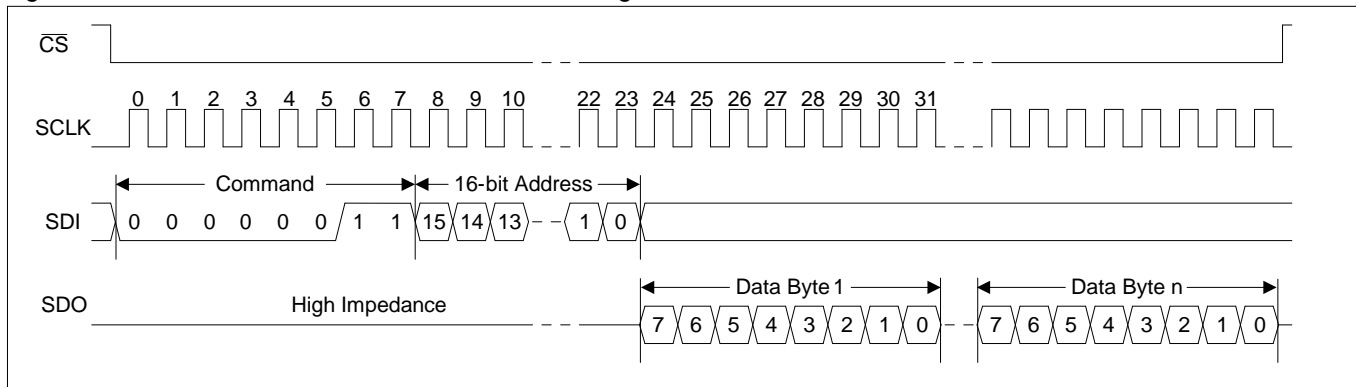 CS
0 1 2 3 4 5 6 7 8 9 10 22 23 24 25 26 27 28 29 30 31
SCLK
Command 16-bit Address
SDI 0 0 0 0 0 0 1 1 15 14 13 1 0
Data Byte 1 Data Byte n
SDO High Impedance 7 6 5 4 3 2 1 0 7 6 5 4 3 2 1 0